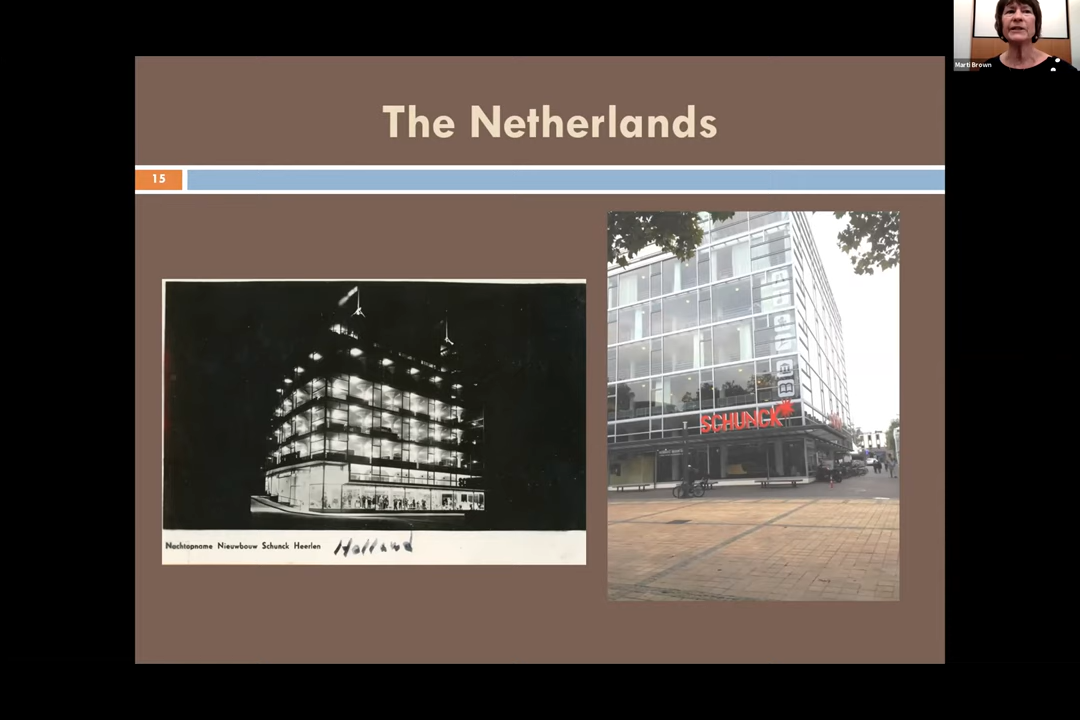 Marti Brown
The Netherlands
15
SCHUNCK*
Nachtopname Nieuwbouw Schunck Heerlen
Holland